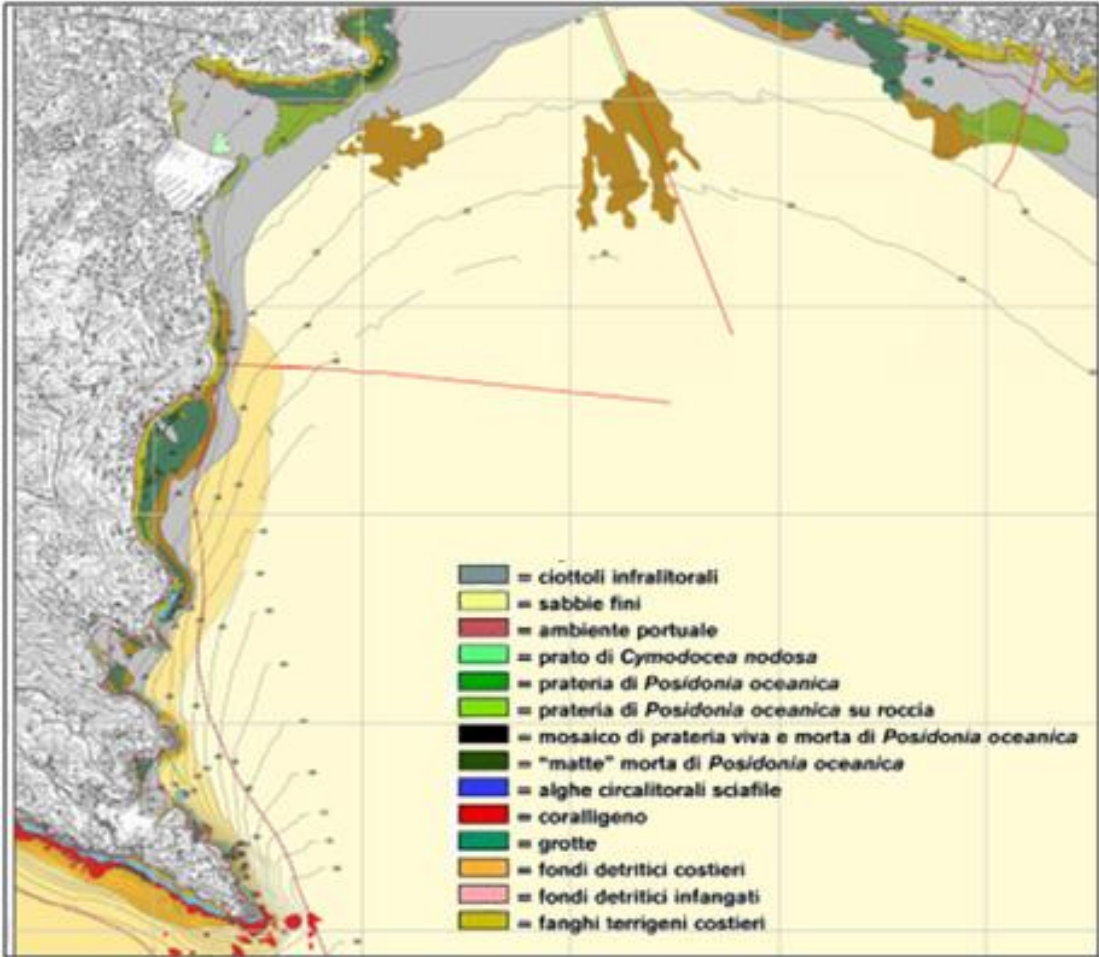 = ciottoli infralitorali
= sabbie fini
= ambiente portuale
= prato di Cymodocea nodosa
= prateria di Posidonia oceanica
= prateria di Posidonia oceanica su roccia
= mosaico di prateria viva e morta di Posidonia oceanica
= "matte" morta di Posidonia oceanica
= alghe circalitorali sciafile
= coralligeno
= grotte
= fondi detritici costieri
= fondi detritici infangati
= fanghi terrigeni costieri